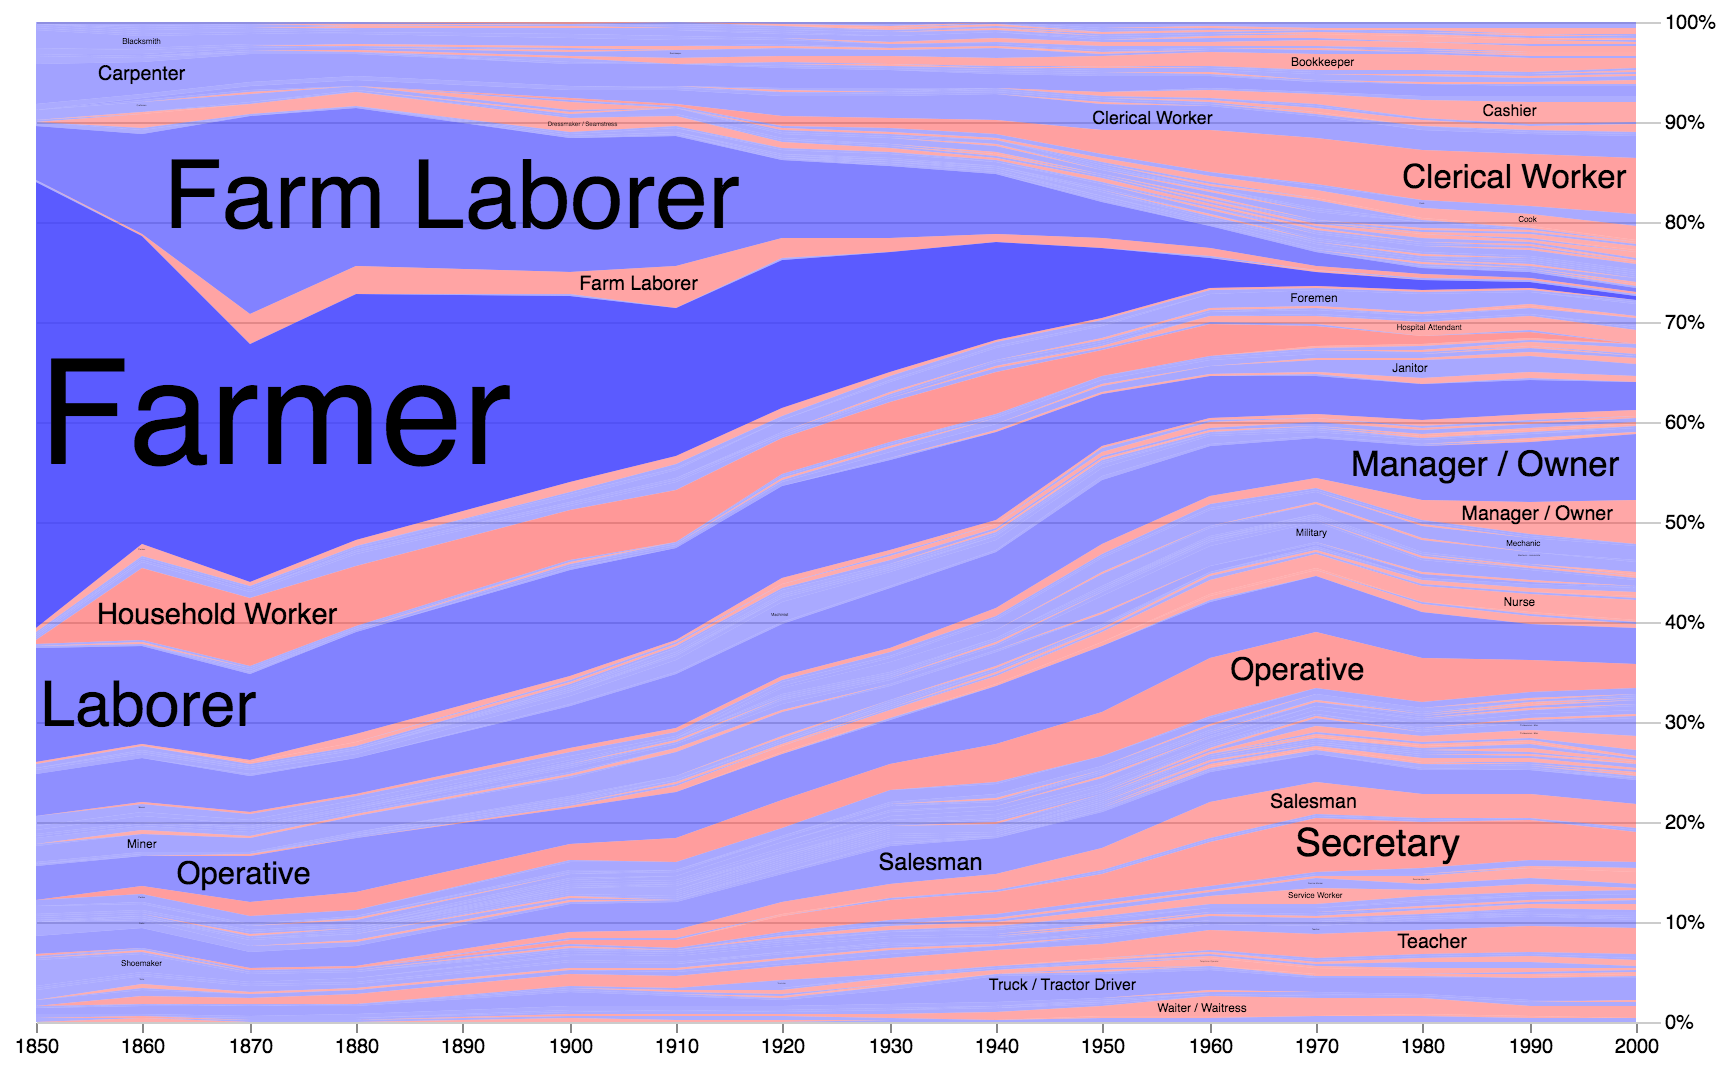 100%
Blacksmith
Bookkeeper
Carpenter
Cashier
Clerical Worker
Dressmaker / Seamstress
90%
Clerical Worker
Farm Laborer
Cook
80%
Farm Laborer
Foremen
70%
Hospital Attendant
Janitor
Farmer
60%
Manager / Owner
Manager / Owner
50%
Military
Mechanic
Nurse
Household Worker
Machinist
40%
Operative
Laborer
30%
Salesman
20%
Miner
Secretary
Salesman
Operative
Service Worker
10%
Teacher
Shoemaker
Truck / Tractor Driver
Waiter / Waitress
0%
1850 1860 1870 1880 1890 1900 1910 1920 1930 1940 1950 1960 1970 1980 1990 2000